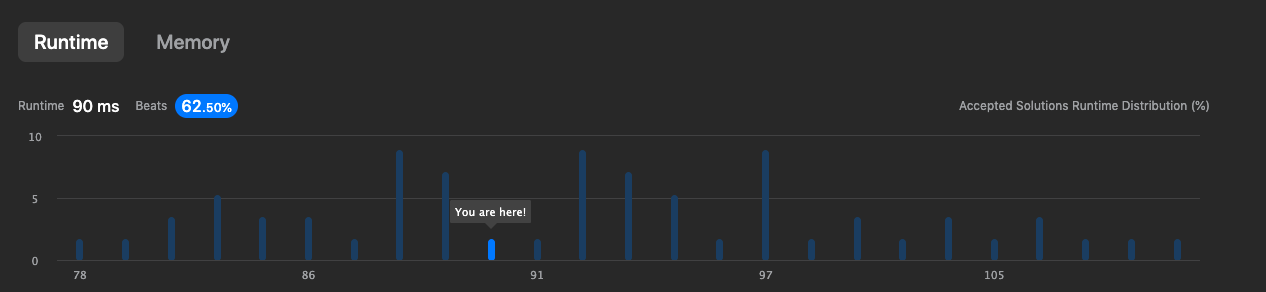 Runtime Memory
Runtime 90 ms Beats 62.50% Accepted Solutions Runtime Distribution (%)
10
5
You are here!
0
78 86 91 97 105